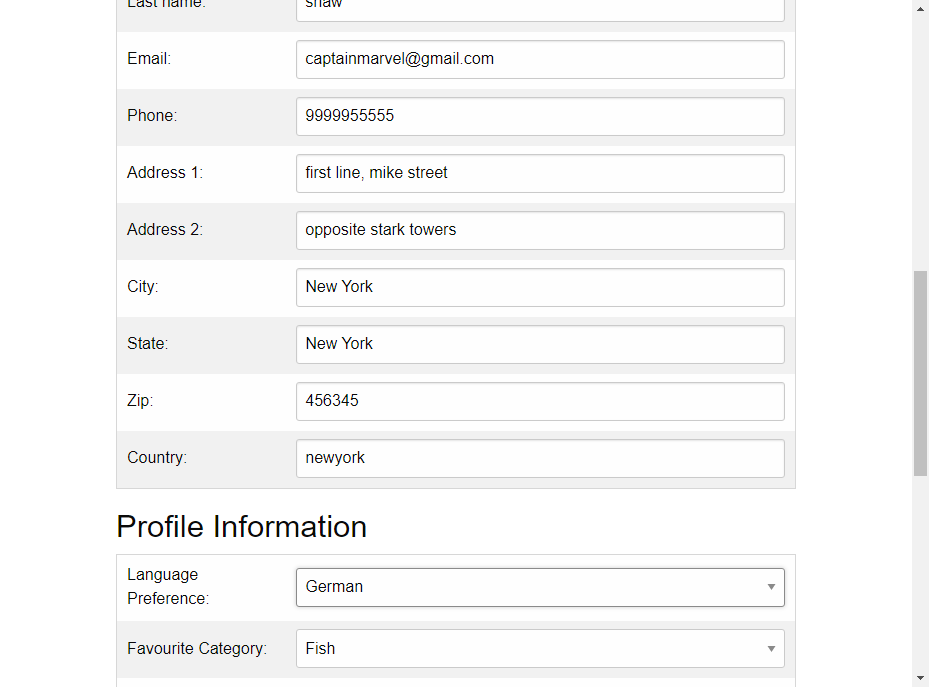 Last name: shaw
Email: captainmarvel@gmail.com
Phone: 9999955555
Address 1: first line, mike street
Address 2: opposite stark towers
City: New York
State: New York
Zip: 456345
Country: newyork
Profile Information
Language
Preference: German
Favourite Category: Fish